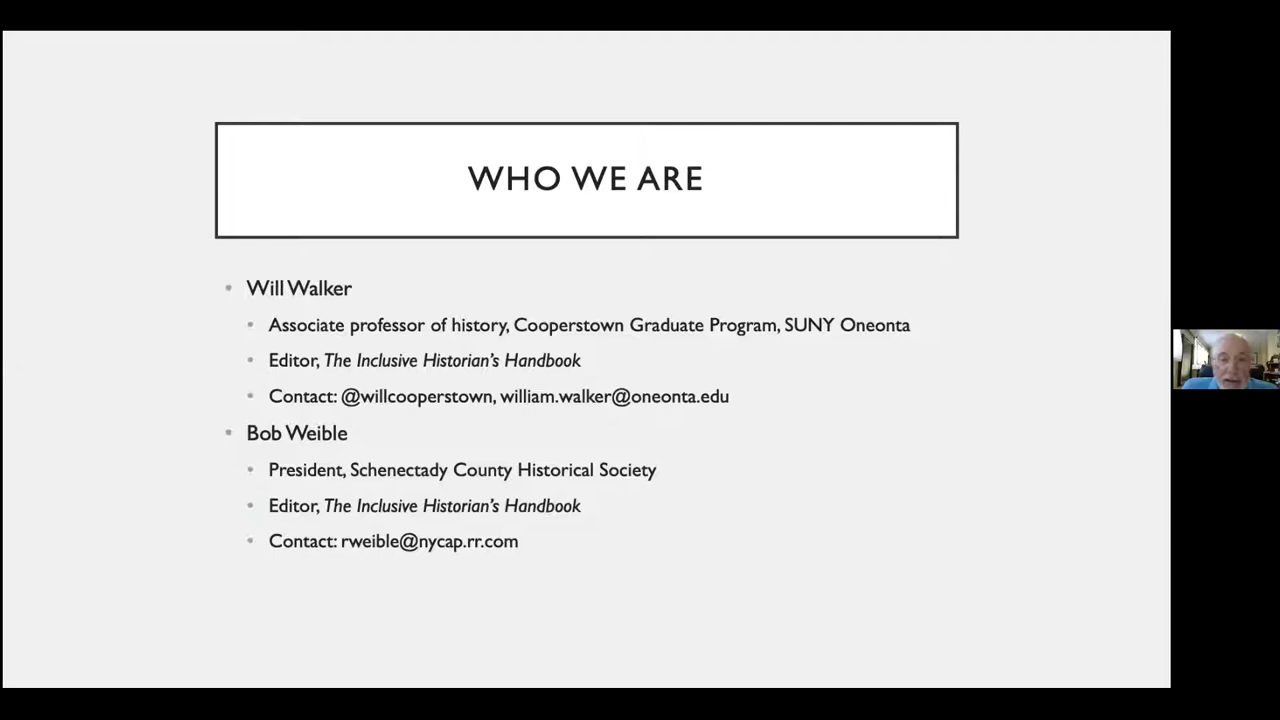 WHO WE ARE
• Will Walker
• Associate professor of history, Cooperstown Graduate Program, SUNY Oneonta
• Editor, The Inclusive Historian’s Handbook
• Contact: @willcooperstown, william.walker@oneonta.edu
• Bob Weible
• President, Schenectady County Historical Society
• Editor, The Inclusive Historian’s Handbook
• Contact: rweible@nycap.rr.com